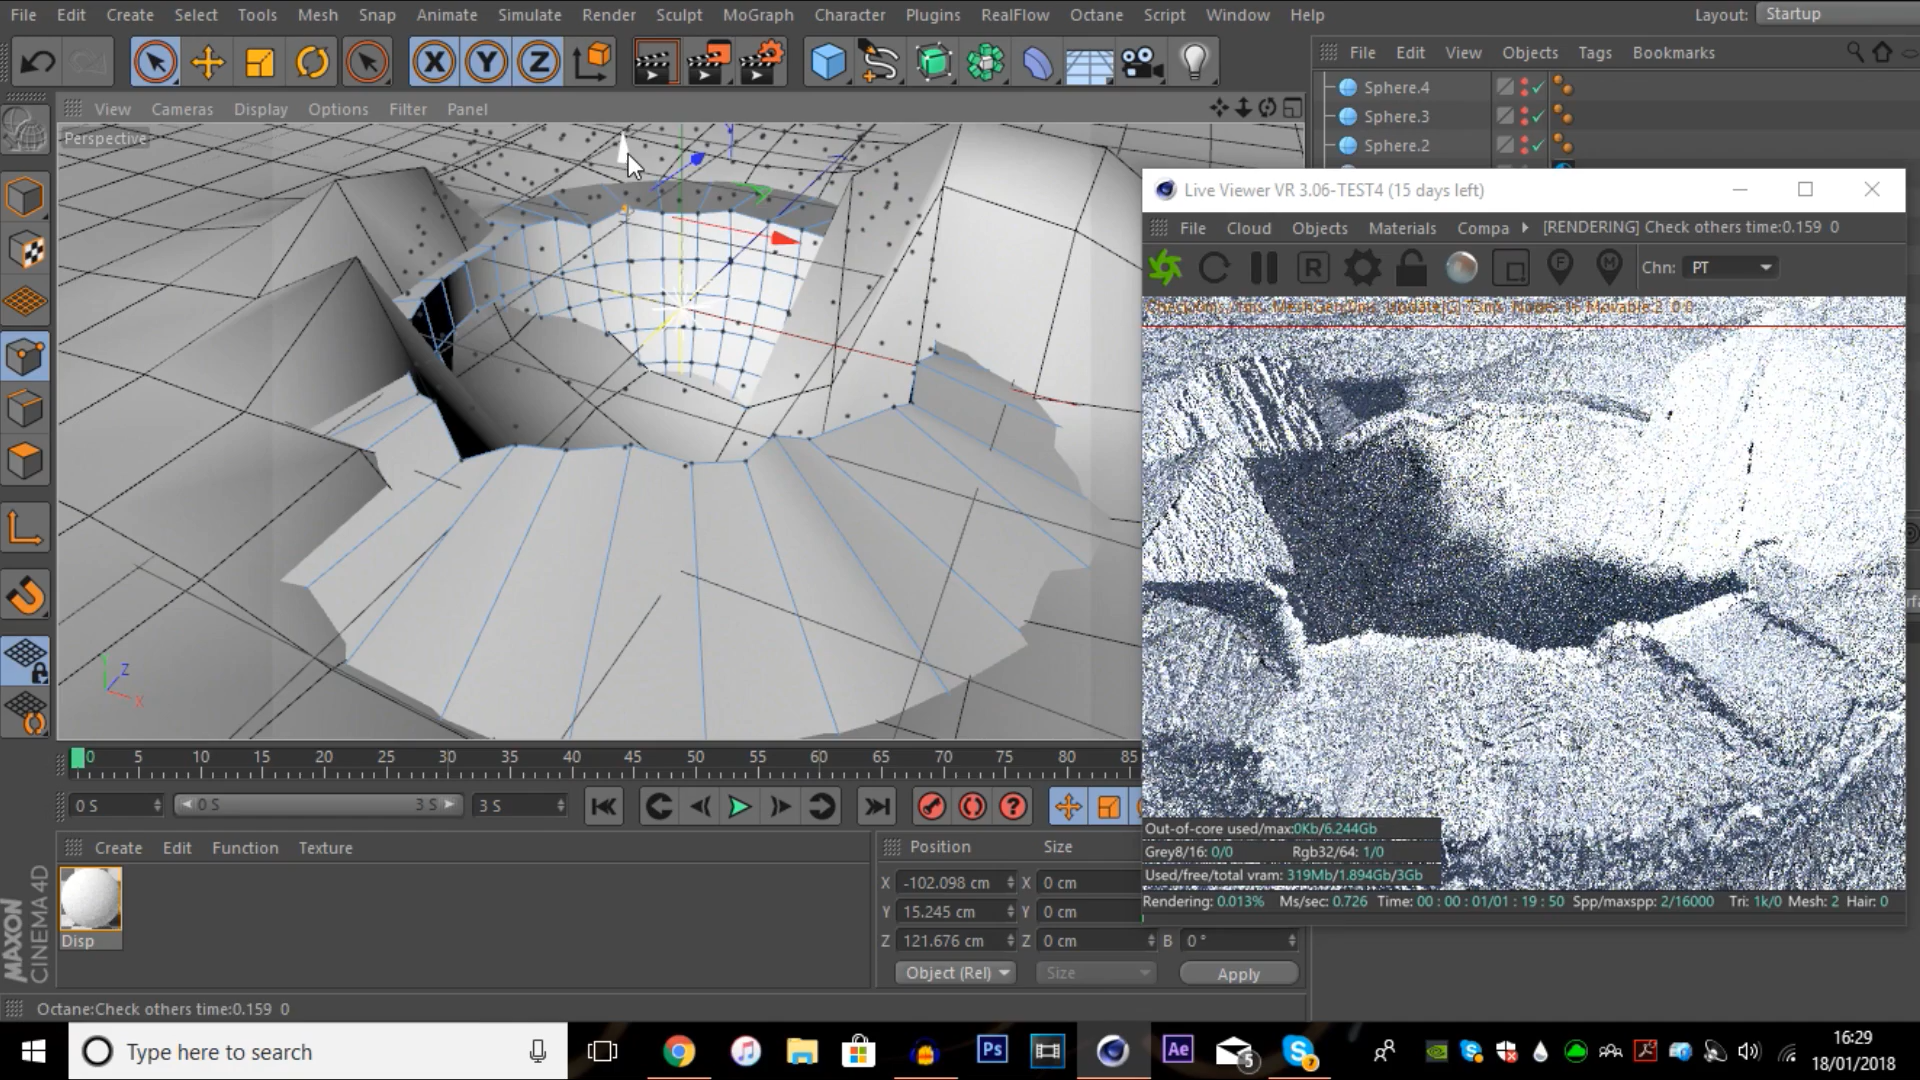 File Edit Create Select Tools Mesh Snap Animate Simulate Render Sculpt MoGraph Character Plugins RealFlow Octane Script Window Help Layout: Startup
X Y Z
File Edit View Objects Tags Bookmarks
Sphere.4
Sphere.3
Sphere.2
View Cameras Display Options Filter Panel
Perspective
Live Viewer VR 3.06-TEST4 (15 days left)
File Cloud Objects Materials Compa [RENDERING] Check others time:0.159 0
R F M Chn: PT
Z
X
Out-of-core used/max:0Kb/6.244Gb
Grey8/16: 0/0 Rgb32/64: 1/0
Used/free/total vram: 319Mb/1.894Gb/3Gb
Rendering: 0.013% Ms/sec: 0.726 Time: 00 : 00 : 01/01 : 19 : 50 Spp/maxspp: 2/16000 Tri: 1k/0 Mesh: 2 Hair: 0
0 5 10 15 20 25 30 35 40 45 50 55 60 65 70 75 80 85
0 S 0 S 3 S 3 S
Create Edit Function Texture
Disp
Position Size
X -102.098 cm X 0 cm
Y 15.245 cm Y 0 cm
Z 121.676 cm Z 0 cm B 0 °
Object (Rel) Size Apply
MAXON
CINEMA 4D
Octane:Check others time:0.159 0
Type here to search
Ps Ae 5
16:29
18/01/2018